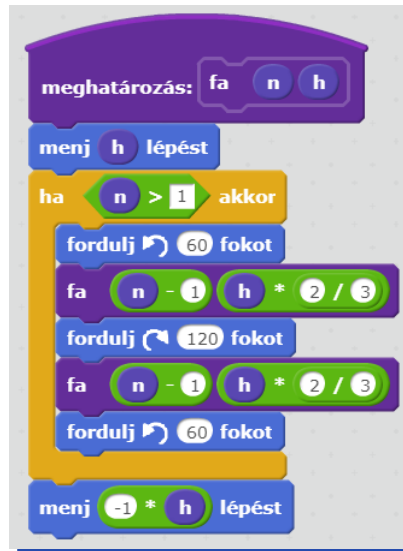 meghatározás: fa n h
menj h lépést
ha n > 1 akkor
fordulj 60 fokot
fa n - 1 h * 2 / 3
fordulj 120 fokot
fa n - 1 h * 2 / 3
fordulj 60 fokot
menj -1 * h lépést